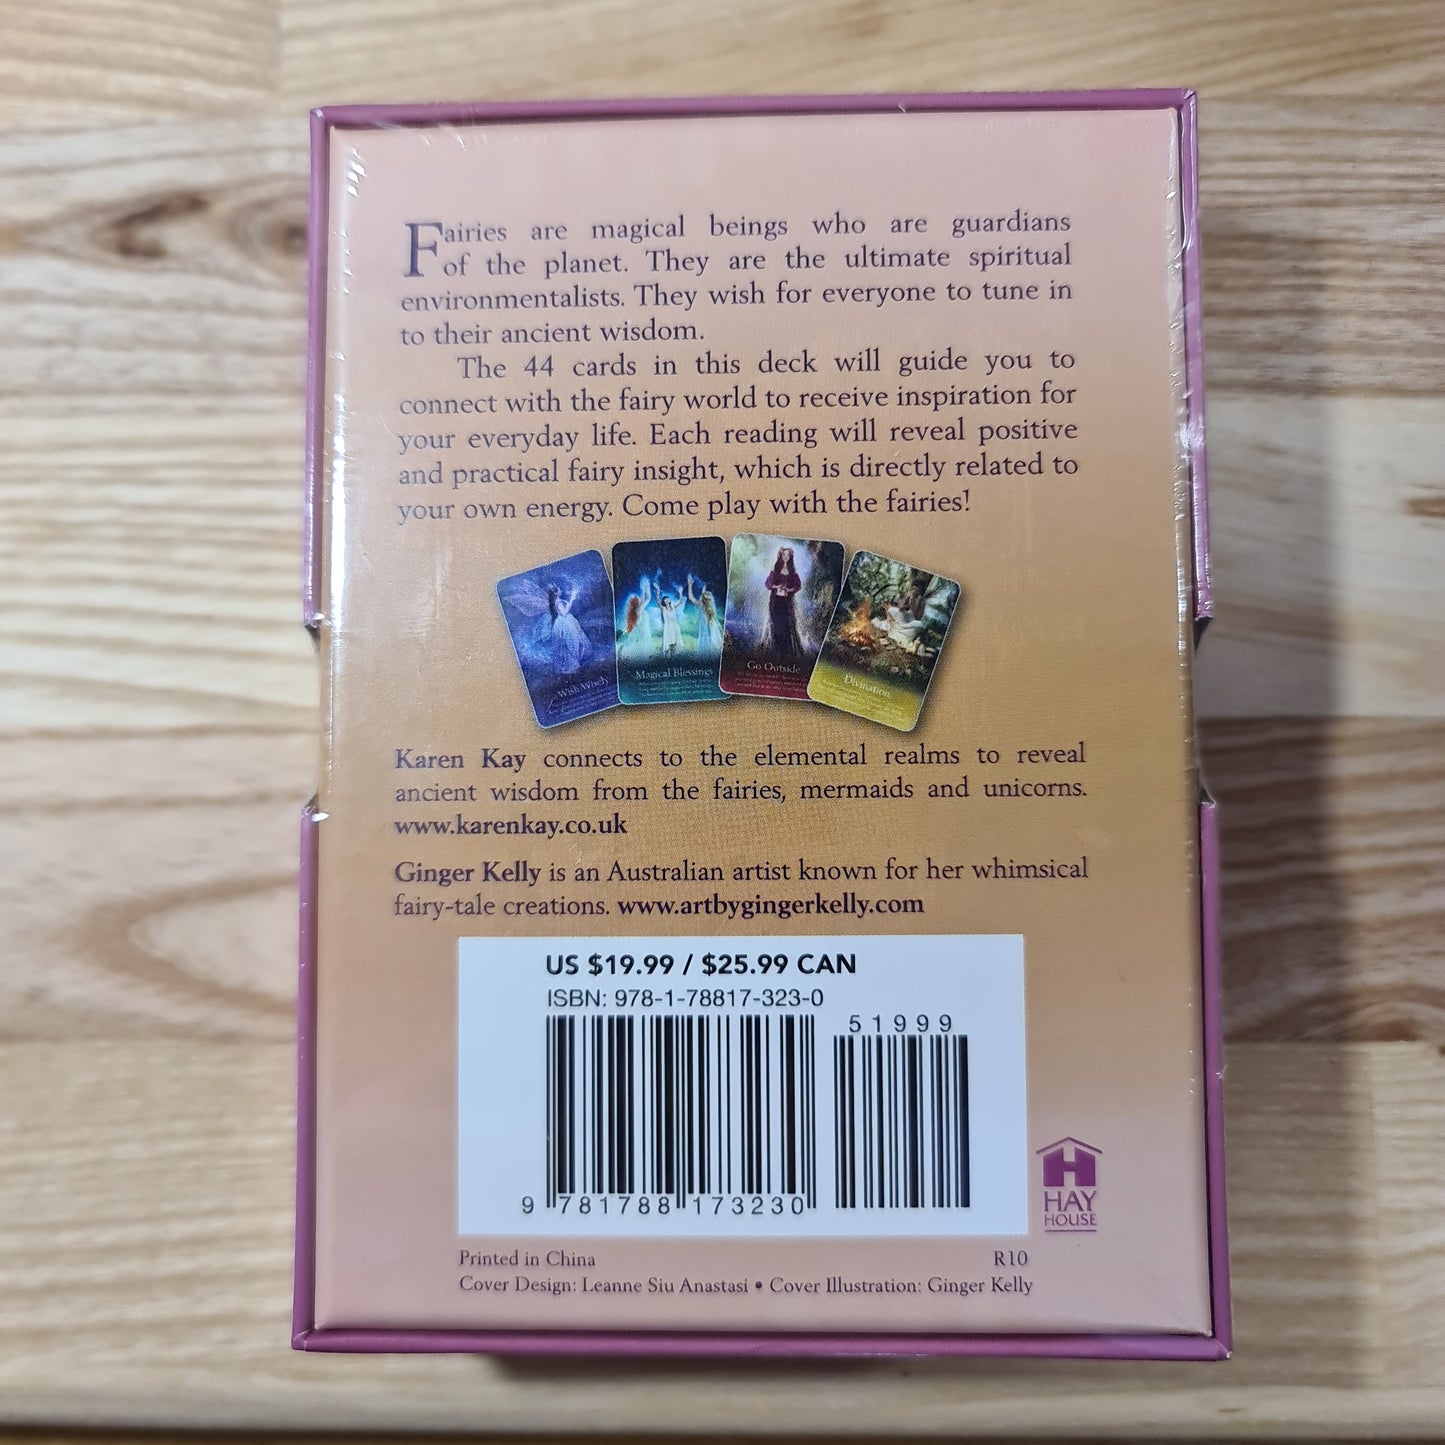 Fairies are magical beings who are guardians
of the planet. They are the ultimate spiritual
environmentalists. They wish for everyone to tune in
to their ancient wisdom.
The 44 cards in this deck will guide you to
connect with the fairy world to receive inspiration for
your everyday life. Each reading will reveal positive
and practical fairy insight, which is directly related to
your own energy. Come play with the fairies!
Wish Wisely
Magical Blessings
Go Outside
Divination
Karen Kay connects to the elemental realms to reveal
ancient wisdom from the fairies, mermaids and unicorns.
www.karenkay.co.uk
Ginger Kelly is an Australian artist known for her whimsical
fairy-tale creations. www.artbygingerkelly.com
US $19.99 / $25.99 CAN
ISBN: 978-1-78817-323-0
51999
9 781788 173230
HAY
HOUSE
Printed in China R10
Cover Design: Leanne Siu Anastasi • Cover Illustration: Ginger Kelly